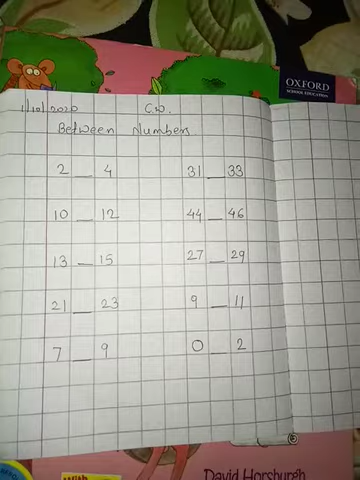 OXFORD
SCHOOL EDUCATION
1/10/2020 C.W.
Between Numbers
2 __ 4 31 __ 33
10 __ 12 44 __ 46
13 __ 15 27 __ 29
21 __ 23 9 __ 11
7 __ 9 0 __ 2
With
David Horsburgh